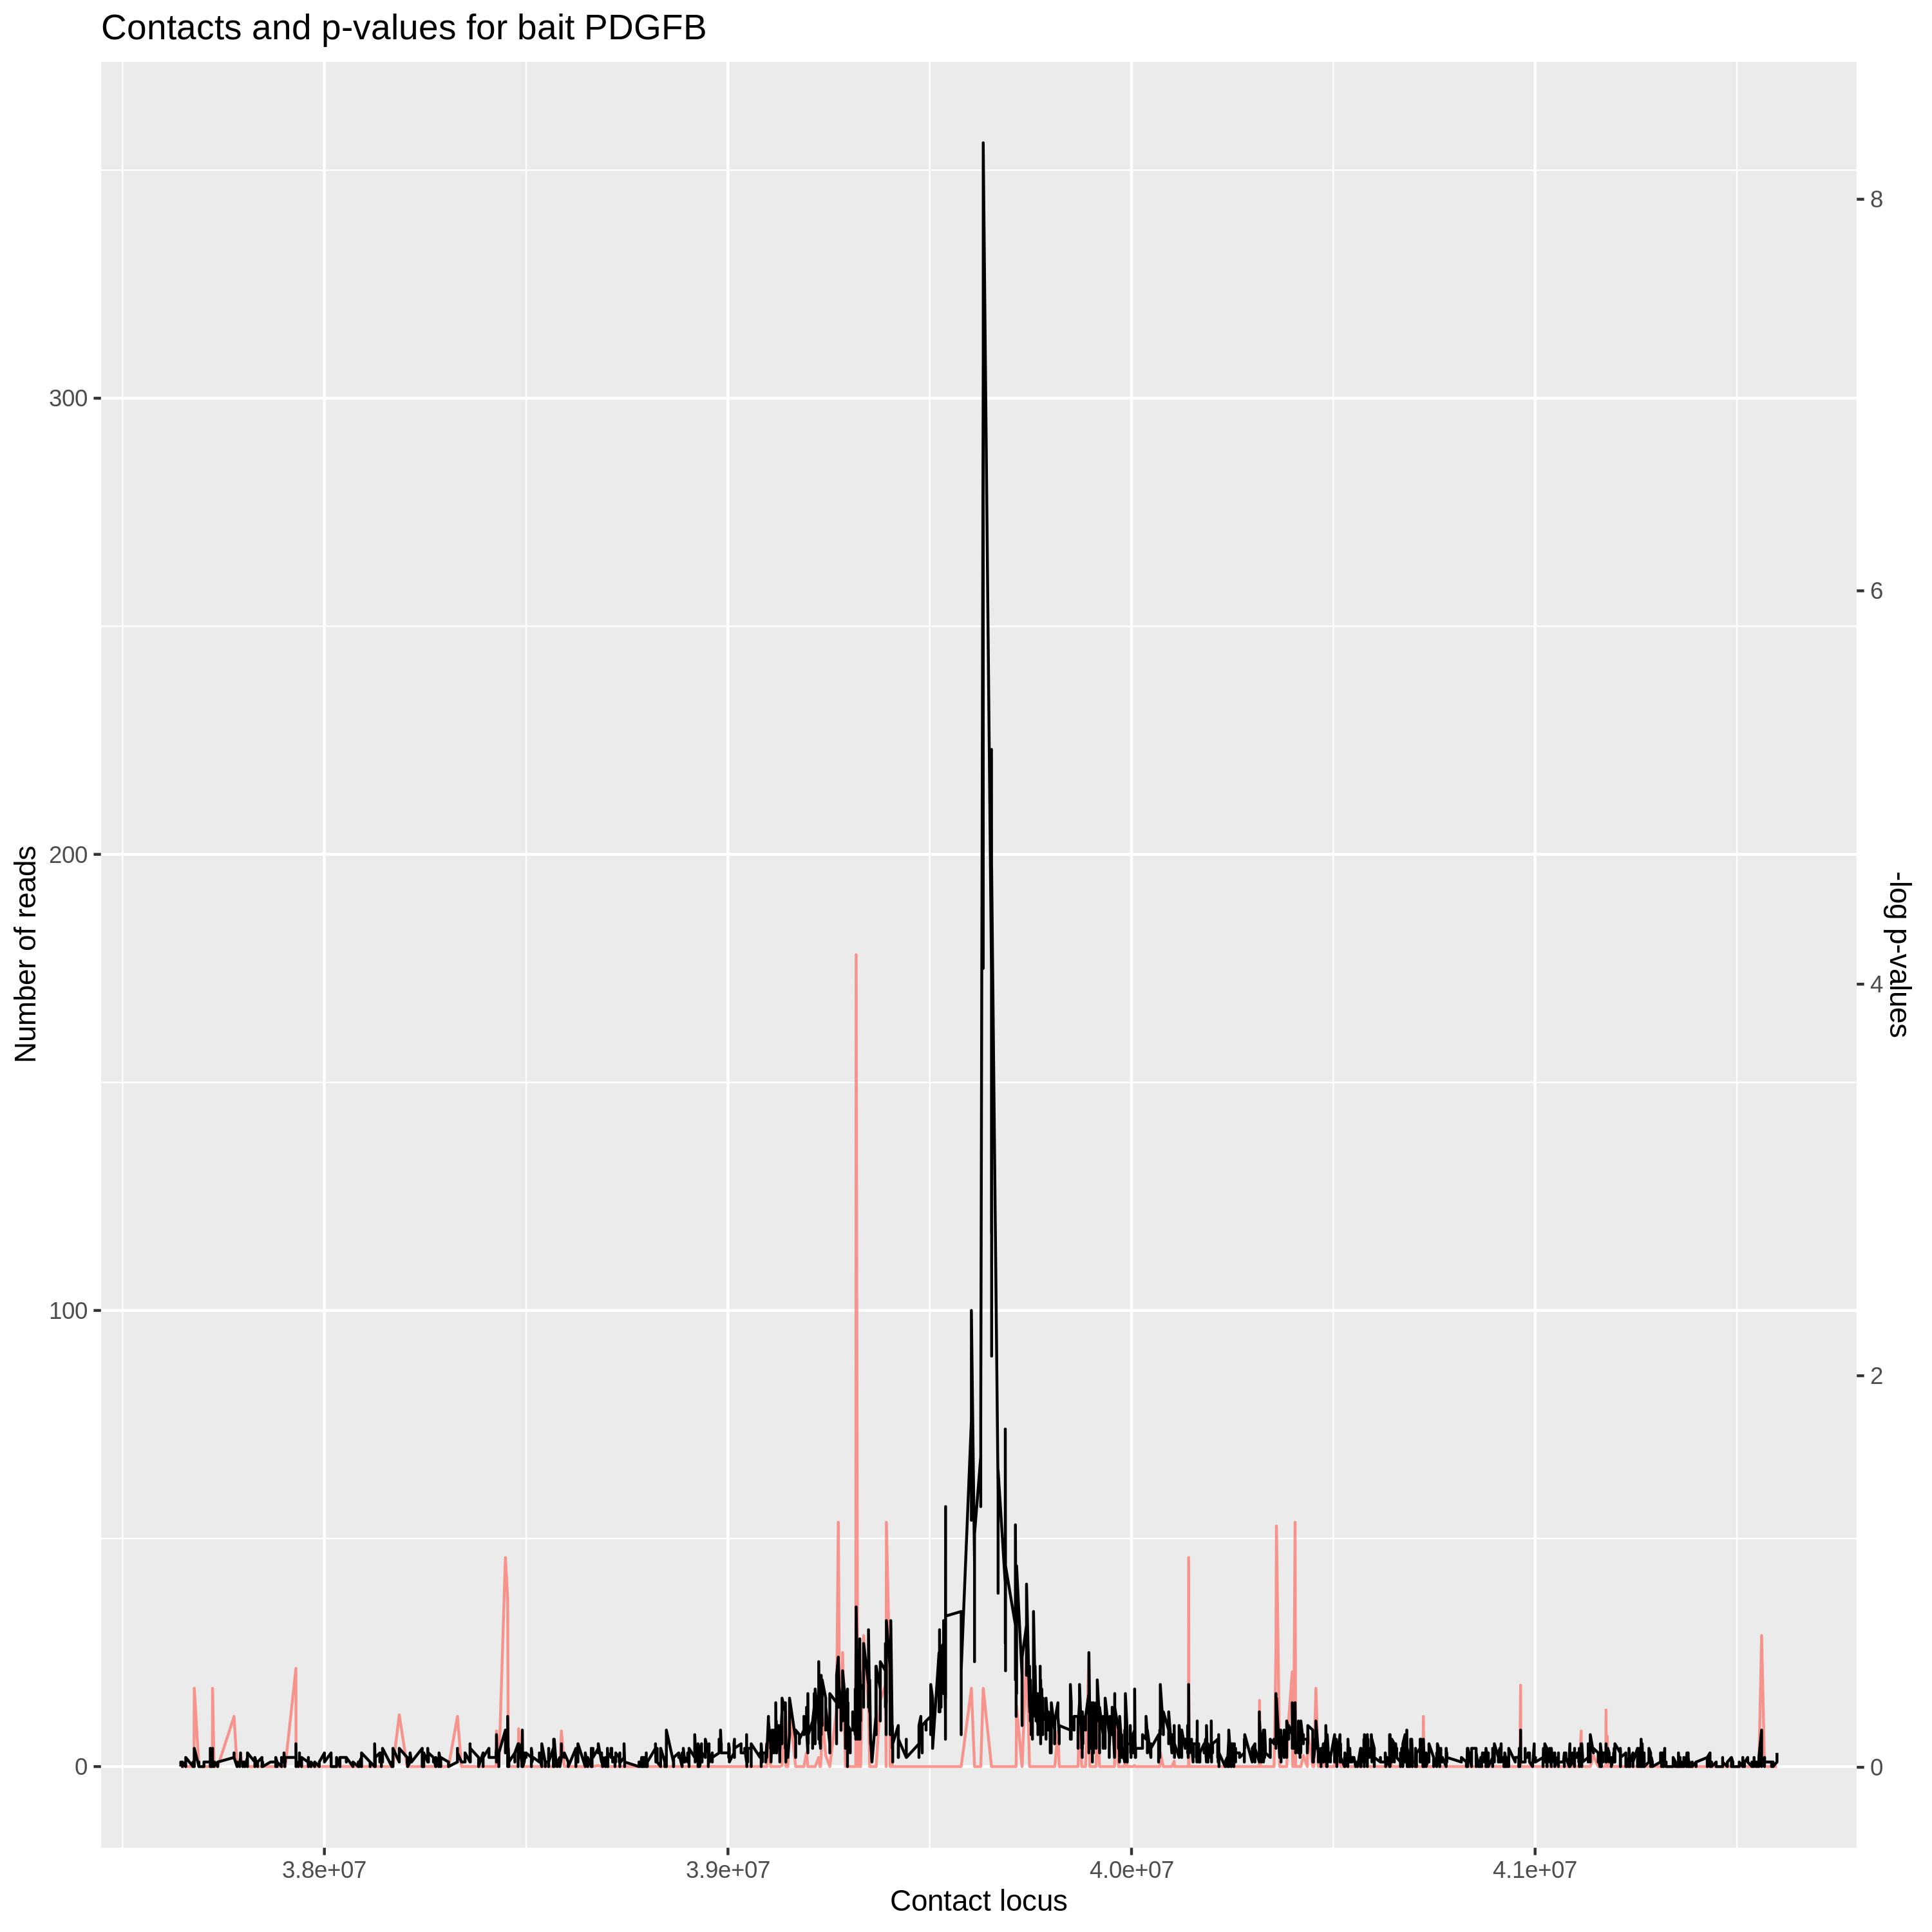 Contacts and p-values for bait PDGFB
Number of reads
300
200
100
0
8
6
4
2
0
-log p-values
3.8e+07
3.9e+07
4.0e+07
4.1e+07
Contact locus